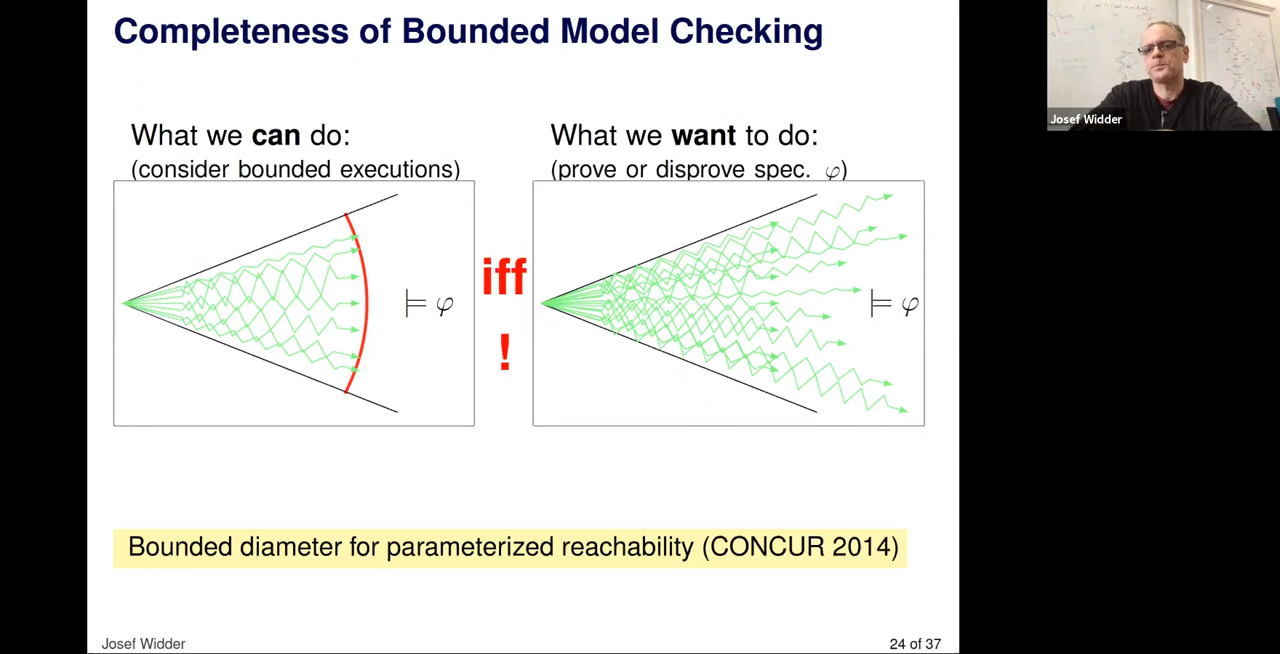 Completeness of Bounded Model Checking
What we can do:
(consider bounded executions)
⊨ φ
iff
!
What we want to do:
(prove or disprove spec. φ)
⊨ φ
Bounded diameter for parameterized reachability (CONCUR 2014)
Josef Widder
24 of 37
Josef Widder